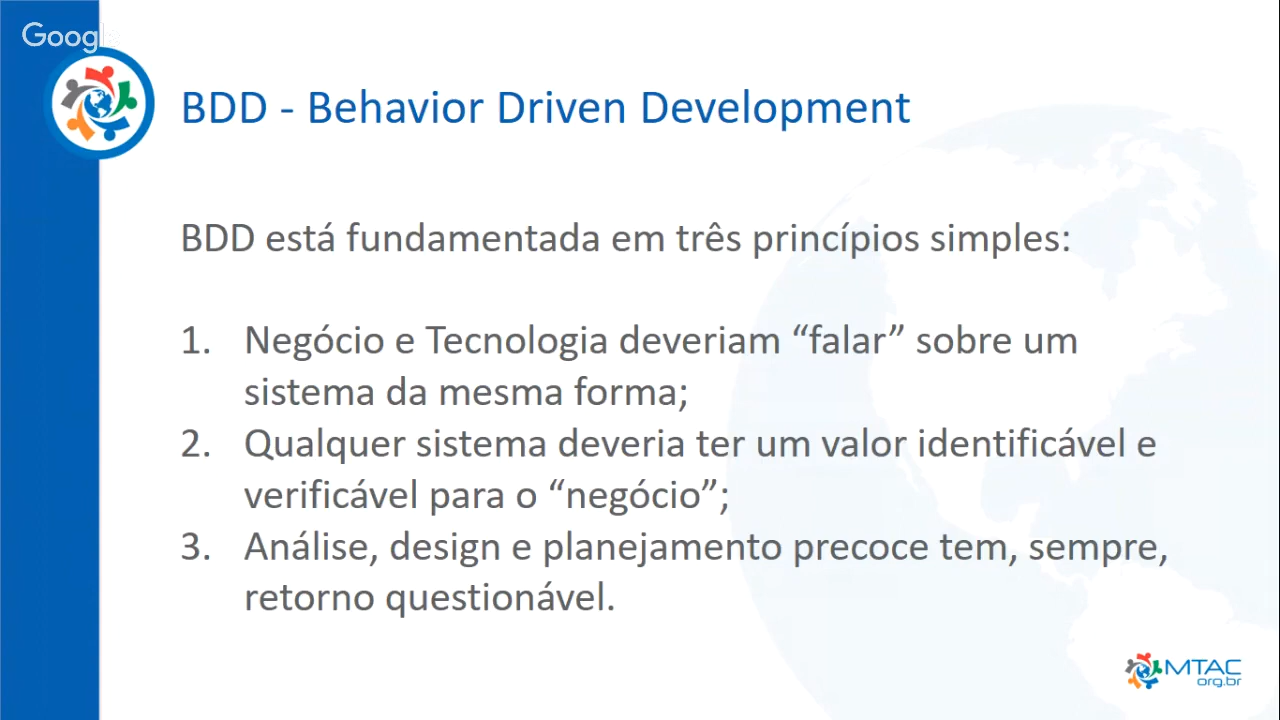 Google
BDD - Behavior Driven Development
BDD está fundamentada em três princípios simples:
1. Negócio e Tecnologia deveriam “falar” sobre um
sistema da mesma forma;
2. Qualquer sistema deveria ter um valor identificável e
verificável para o “negócio”;
3. Análise, design e planejamento precoce tem, sempre,
retorno questionável.
MTAC
org.br